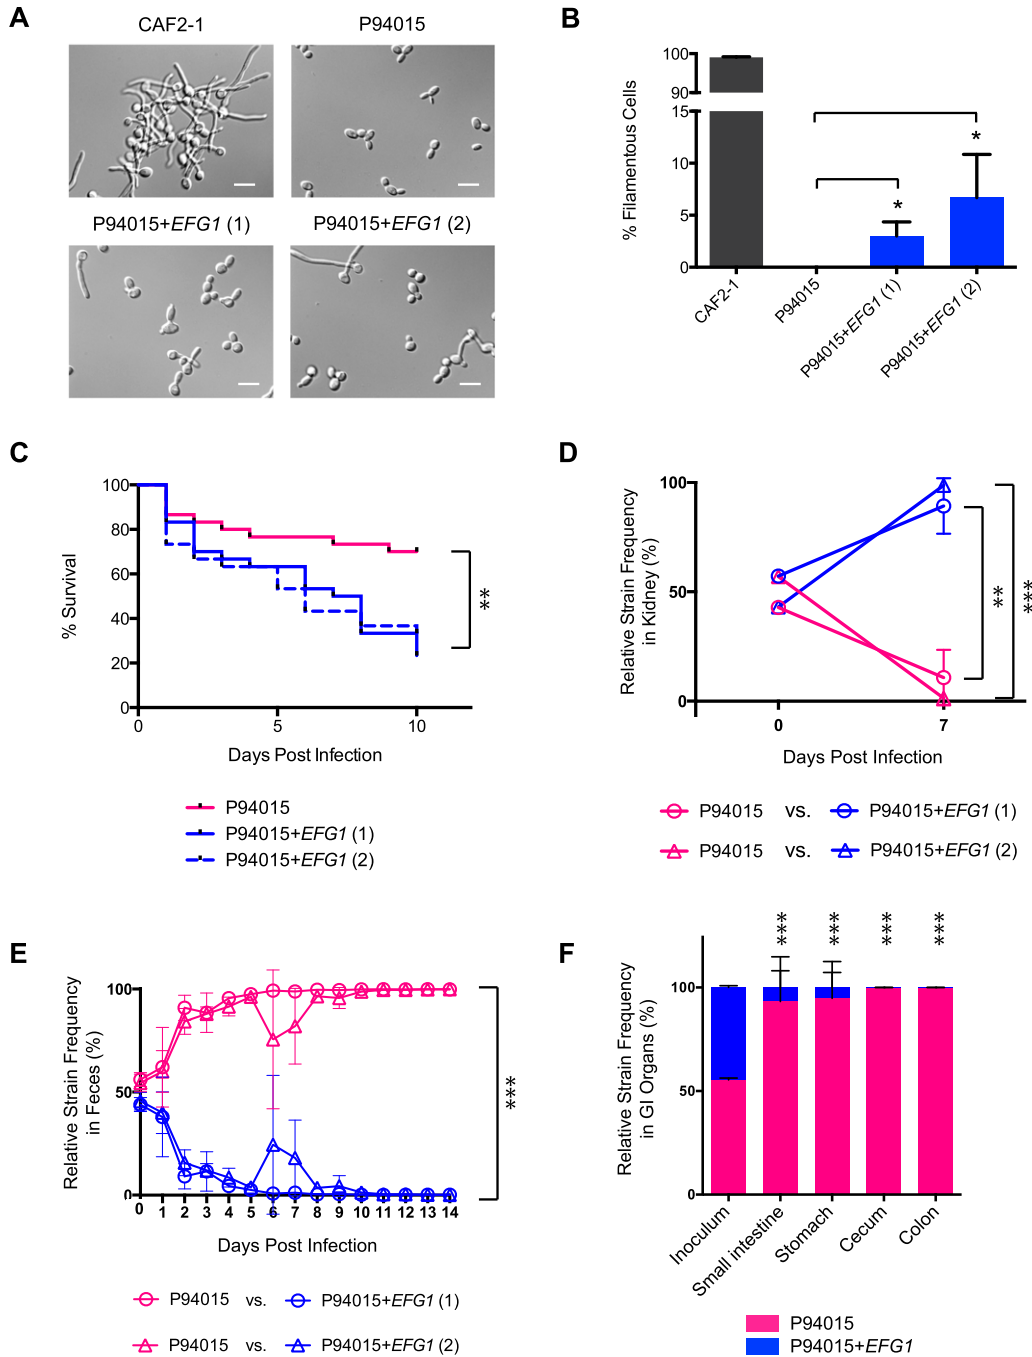 A
CAF2-1
P94015
P94015+EFG1 (1)
P94015+EFG1 (2)
B
% Filamentous Cells
100
90
15
10
5
0
*
*
CAF2-1
P94015
P94015+EFG1 (1)
P94015+EFG1 (2)
C
% Survival
100
80
60
40
20
0
0
5
10
**
Days Post Infection
P94015
P94015+EFG1 (1)
P94015+EFG1 (2)
D
Relative Strain Frequency
in Kidney (%)
100
50
0
0
7
**
***
Days Post Infection
P94015 vs. P94015+EFG1 (1)
P94015 vs. P94015+EFG1 (2)
E
Relative Strain Frequency
in Feces (%)
100
50
0
0 1 2 3 4 5 6 7 8 9 10 11 12 13 14
***
Days Post Infection
P94015 vs. P94015+EFG1 (1)
P94015 vs. P94015+EFG1 (2)
F
Relative Strain Frequency
in GI Organs (%)
100
50
0
*** *** *** ***
Inoculum
Small intestine
Stomach
Cecum
Colon
P94015
P94015+EFG1